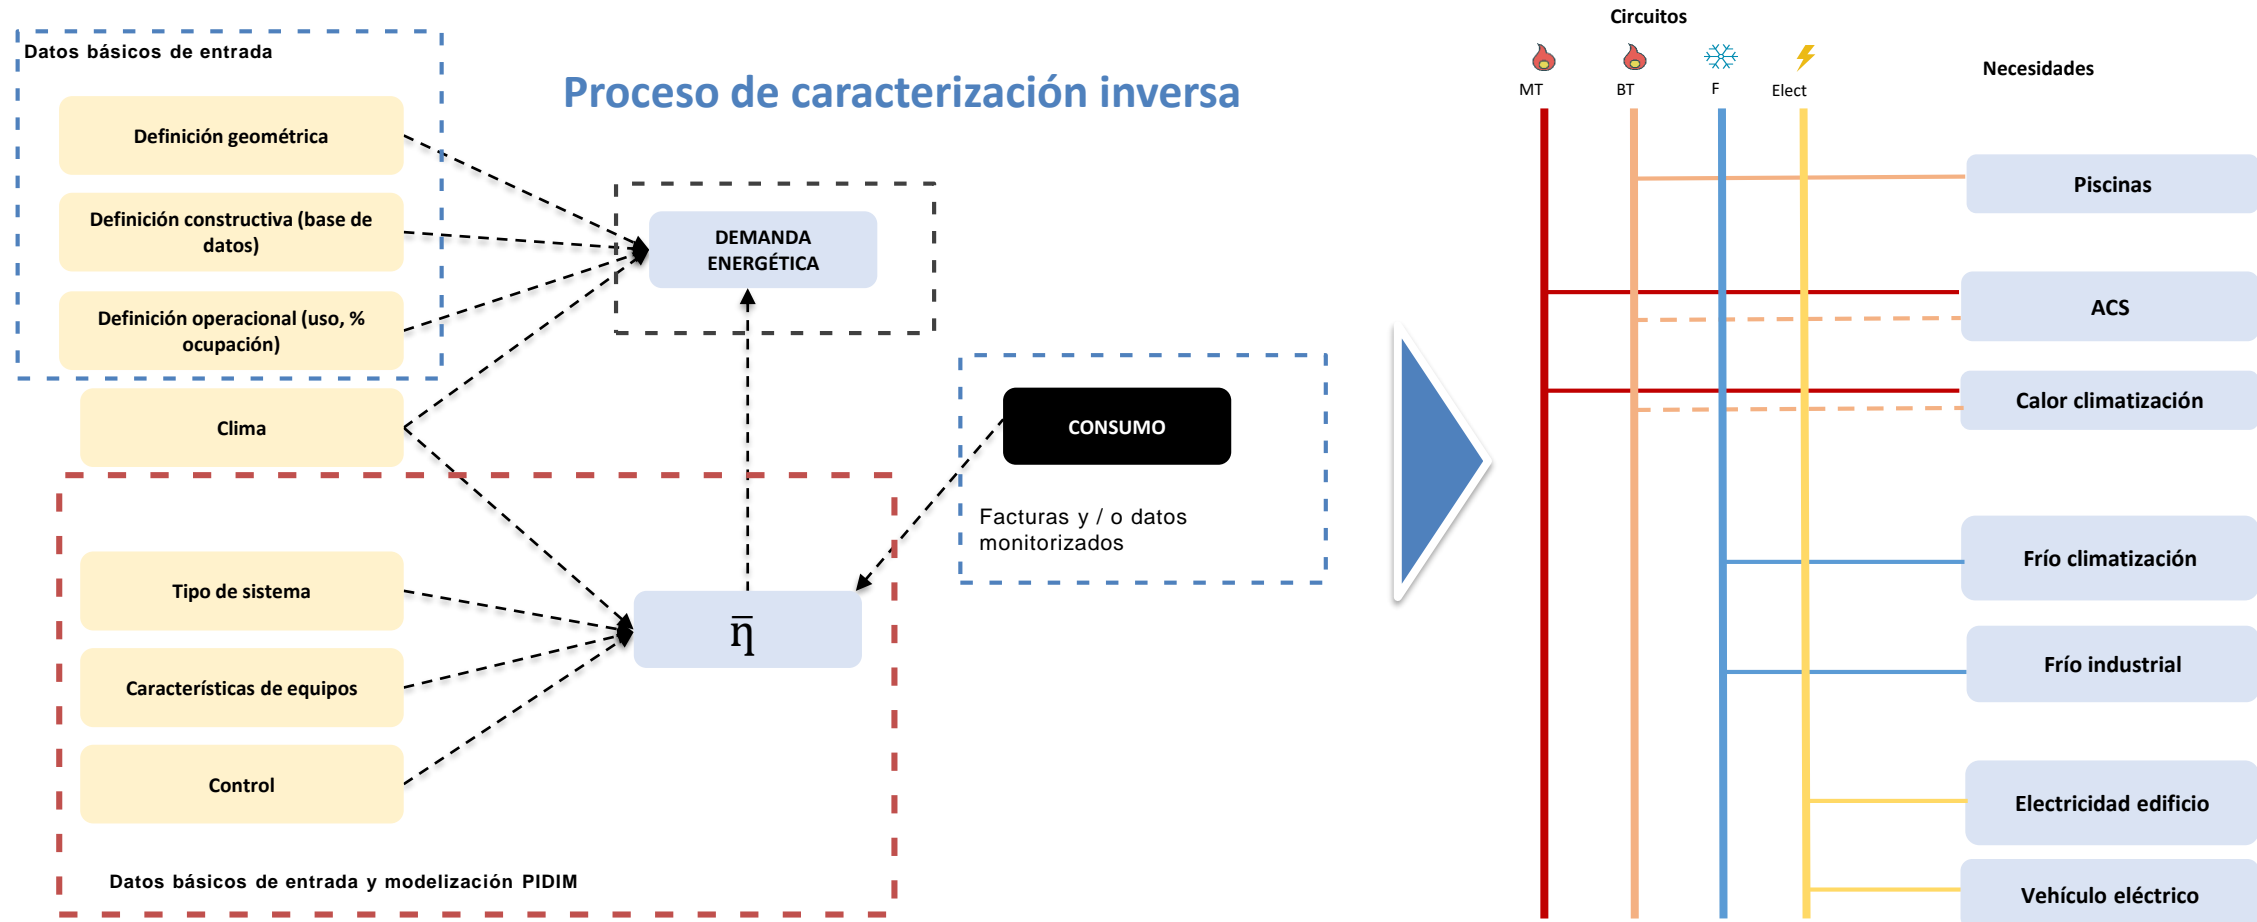 Datos básicos de entrada
Proceso de caracterización inversa
Definición geométrica
Definición constructiva (base de
datos)
Definición operacional (uso, %
ocupación)
Clima
DEMANDA
ENERGÉTICA
CONSUMO
Facturas y / o datos
monitorizados
Tipo de sistema
Características de equipos
Control
η̅
Datos básicos de entrada y modelización PIDIM
Circuitos
MT
BT
F
Elect
Necesidades
Piscinas
ACS
Calor climatización
Frío climatización
Frío industrial
Electricidad edificio
Vehículo eléctrico